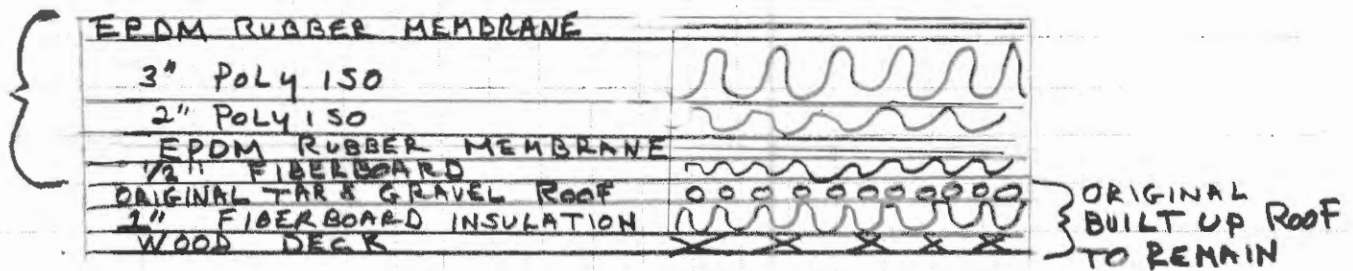 EPDM RUBBER MEMBRANE
3" POLY ISO
2" POLY ISO
EPDM RUBBER MEMBRANE
1/2" FIBERBOARD
ORIGINAL TAR & GRAVEL ROOF
1" FIBERBOARD INSULATION
WOOD DECK
ORIGINAL
BUILT UP ROOF
TO REMAIN